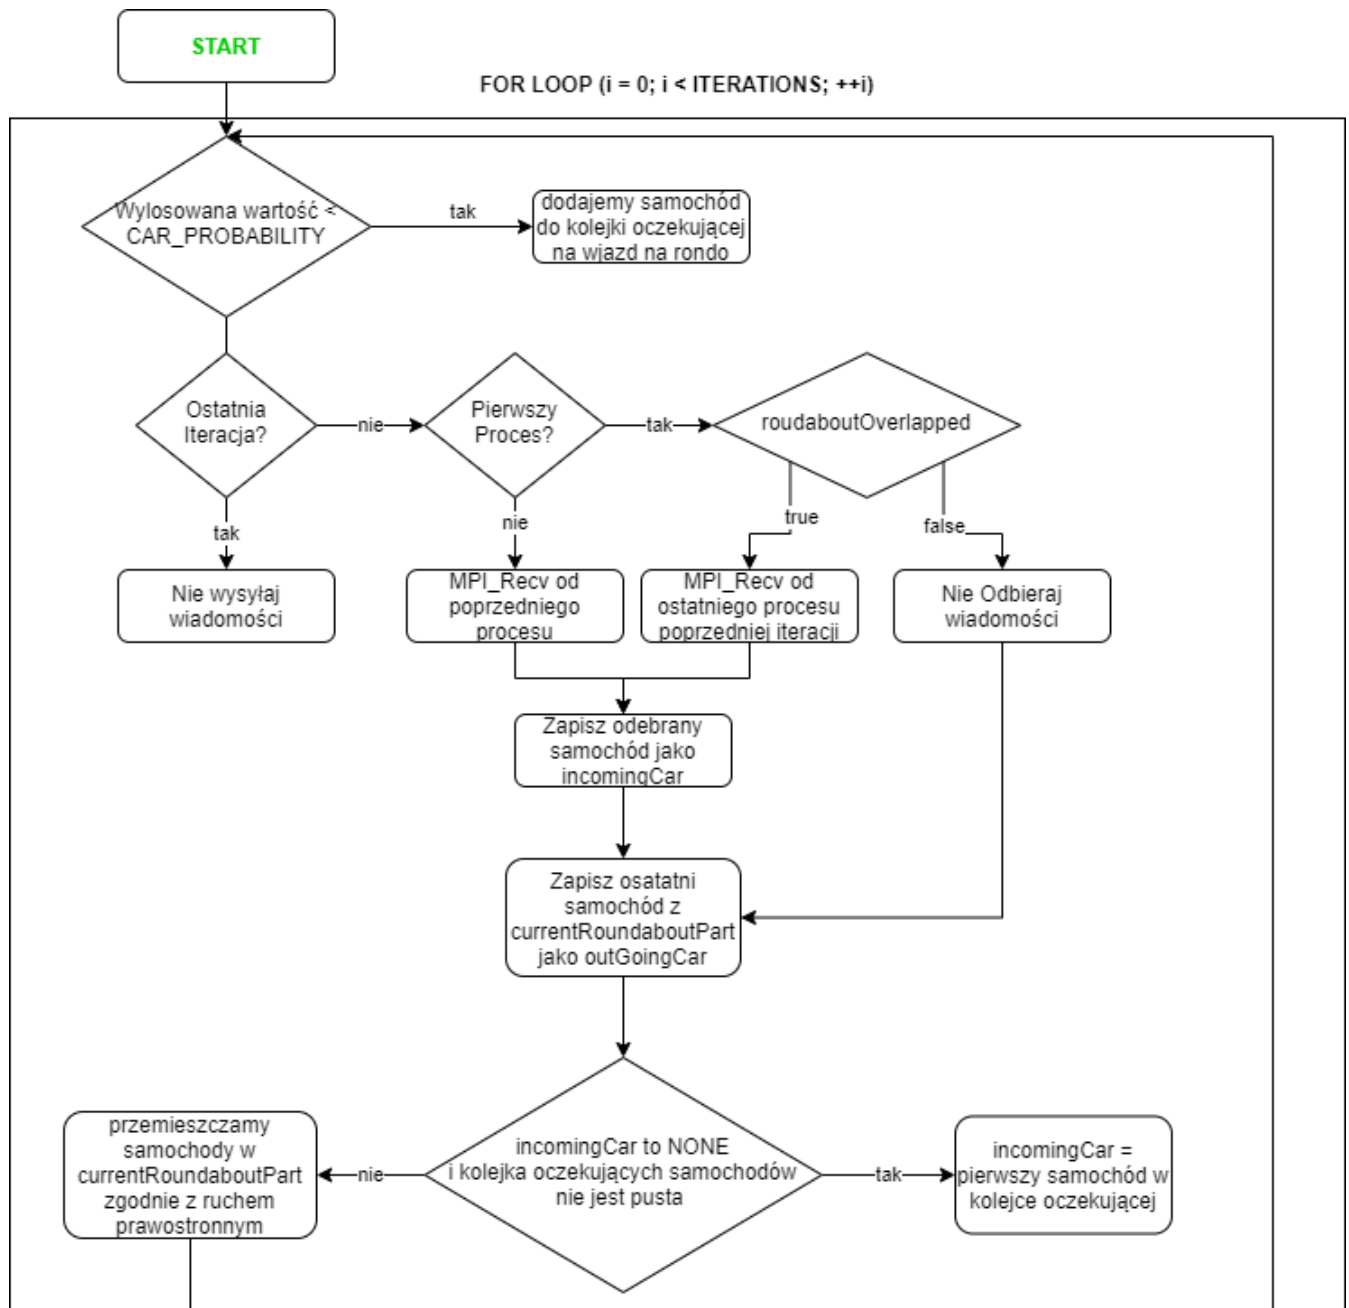 START
FOR LOOP (i = 0; i < ITERATIONS; ++i)
Wylosowana wartość <
CAR_PROBABILITY
tak
dodajemy samochód
do kolejki oczekującej
na wjazd na rondo
Ostatnia
Iteracja?
nie
Pierwszy
Proces?
tak
roudaboutOverlapped
tak
nie
true
false
Nie wysyłaj
wiadomości
MPI_Recv od
poprzedniego
procesu
MPI_Recv od
ostatniego procesu
poprzedniej iteracji
Nie Odbieraj
wiadomości
Zapisz odebrany
samochód jako
incomingCar
Zapisz osatatni
samochód z
currentRoundaboutPart
jako outGoingCar
przemieszczamy
samochody w
currentRoundaboutPart
zgodnie z ruchem
prawostronnym
nie
incomingCar to NONE
i kolejka oczekujących samochodów
nie jest pusta
tak
incomingCar =
pierwszy samochód w
kolejce oczekującej